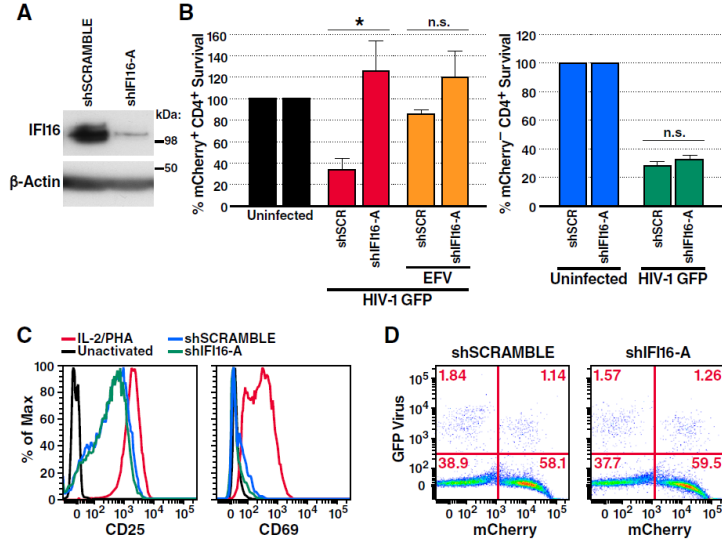 A
shSCRAMBLE
shIFI16-A
kDa:
IFI16
98
50
β-Actin
B
% mCherry+ CD4+ Survival
160
140
120
100
80
60
40
20
0
*
n.s.
Uninfected
shSCR
shIFI16-A
shSCR
shIFI16-A
EFV
HIV-1 GFP
% mCherry− CD4+ Survival
120
100
80
60
40
20
0
n.s.
shSCR
shIFI16-A
shSCR
shIFI16-A
Uninfected
HIV-1 GFP
C
IL-2/PHA
shSCRAMBLE
Unactivated
shIFI16-A
% of Max
100
80
60
40
20
0
0 10² 10³ 10⁴ 10⁵
CD25
0 10² 10³ 10⁴ 10⁵
CD69
D
shSCRAMBLE
shIFI16-A
GFP Virus
10⁵
10⁴
10³
10²
0
1.84 1.14
38.9 58.1
0 10² 10³ 10⁴ 10⁵
mCherry
1.57 1.26
37.7 59.5
0 10² 10³ 10⁴ 10⁵
mCherry